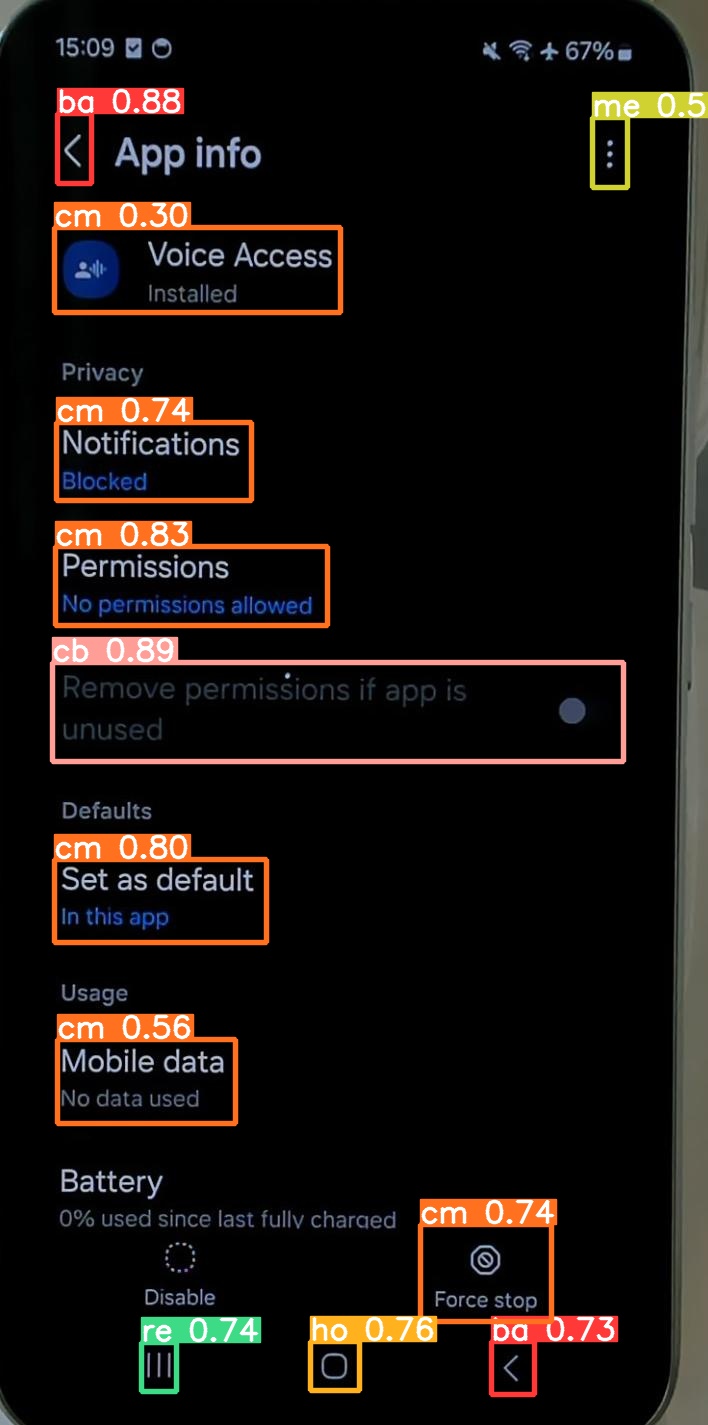 15:09 67%
ba 0.88
me 0.5
App info
cm 0.30
Voice Access
Installed
Privacy
cm 0.74
Notifications
Blocked
cm 0.83
Permissions
No permissions allowed
cb 0.89
Remove permissions if app is
unused
Defaults
cm 0.80
Set as default
In this app
Usage
cm 0.56
Mobile data
No data used
Battery
0% used since last fully charged
cm 0.74
Disable
Force stop
re 0.74
ho 0.76
ba 0.73